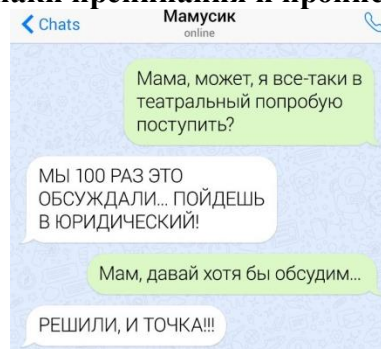 Chats
Мамусик
online
Мама, может, я все-таки в
театральный попробую
поступить?
МЫ 100 РАЗ ЭТО
ОБСУЖДАЛИ... ПОЙДЕШЬ
В ЮРИДИЧЕСКИЙ!
Мам, давай хотя бы обсудим...
РЕШИЛИ, И ТОЧКА!!!